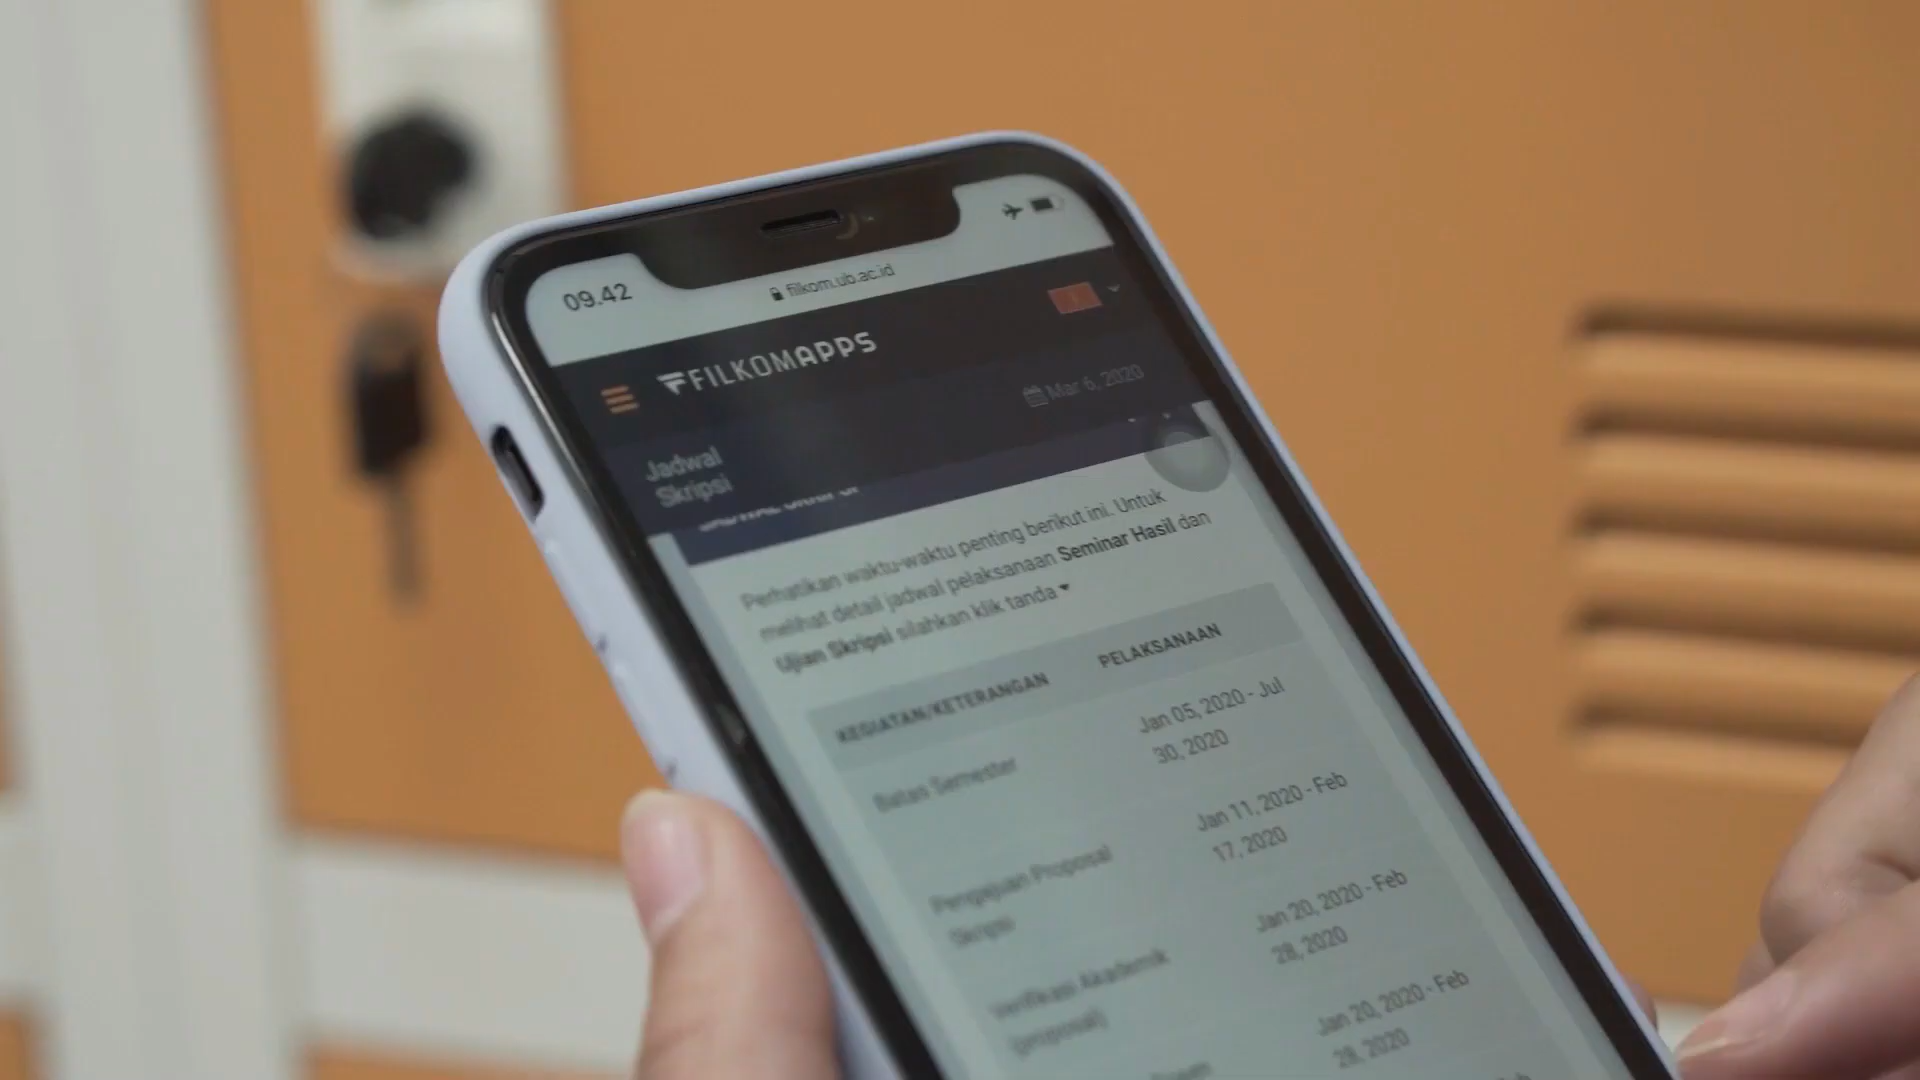 09.42
filkom.ub.ac.id
FILKOMAPPS
Mar 6, 2020
Jadwal
Skripsi
Perhatikan waktu-waktu penting berikut ini. Untuk
melihat detail jadwal pelaksanaan Seminar Hasil dan
Ujian Skripsi silahkan klik tanda
KEGIATAN/KETERANGAN PELAKSANAAN
Batas Semester Jan 05, 2020 - Jul
30, 2020
Pengajuan Proposal Jan 11, 2020 - Feb
Skripsi 17, 2020
Verifikasi Akademik Jan 20, 2020 - Feb
(proposal) 28, 2020
Jan 20, 2020 - Feb
28, 2020